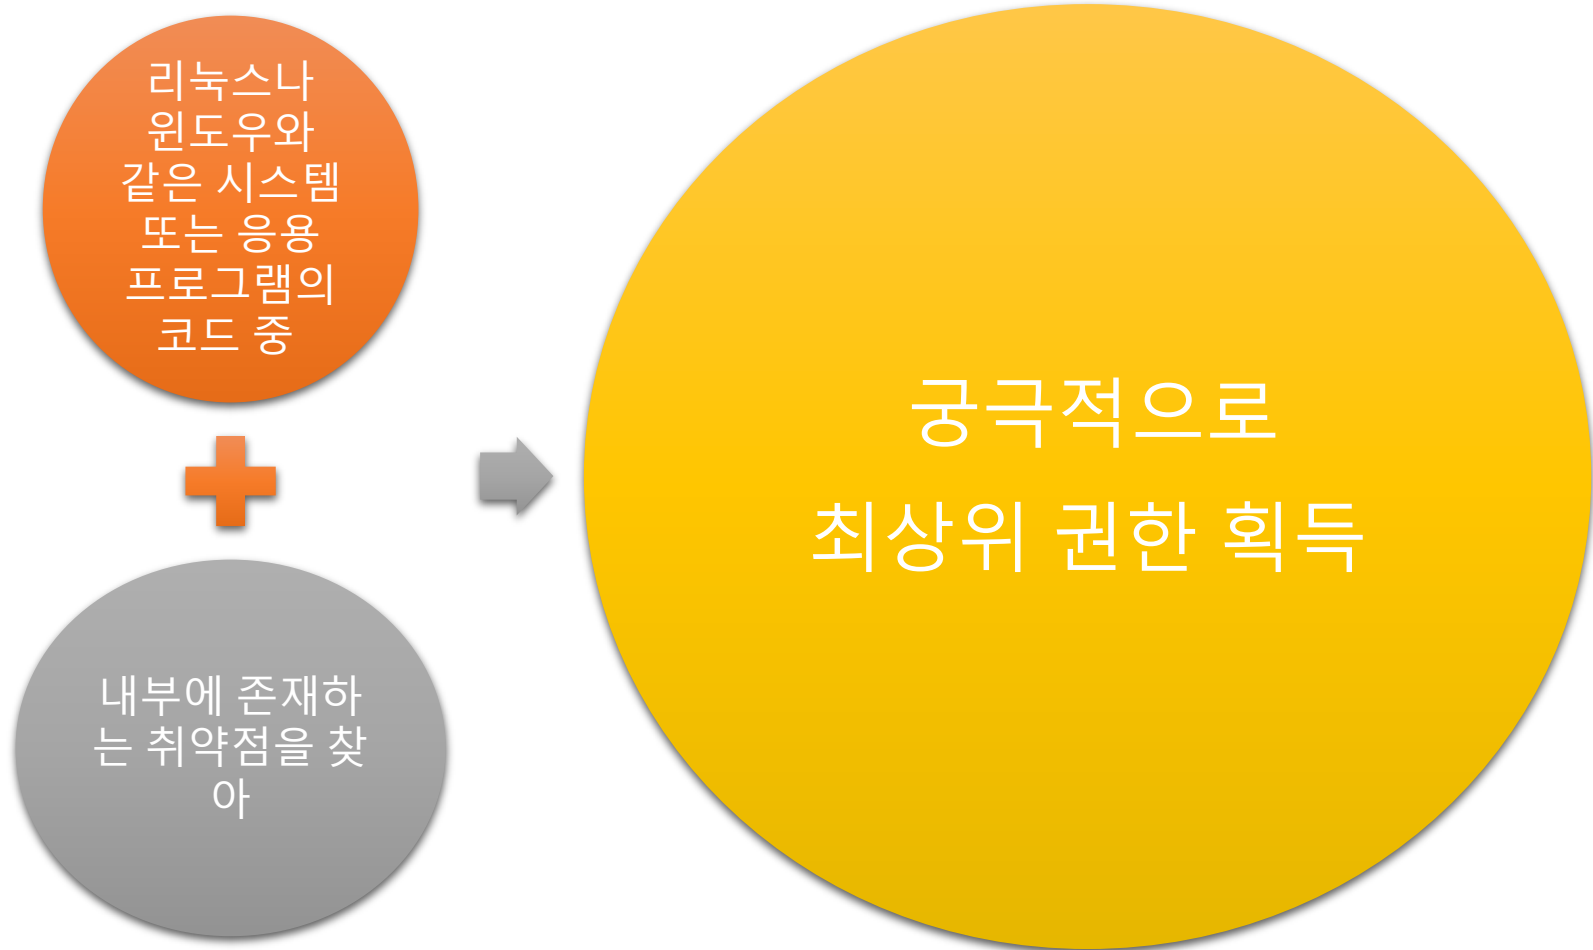 리눅스나
윈도우와
같은 시스템
또는 응용
프로그램의
코드 중
내부에 존재하
는 취약점을 찾
아
궁극적으로
최상위 권한 획득